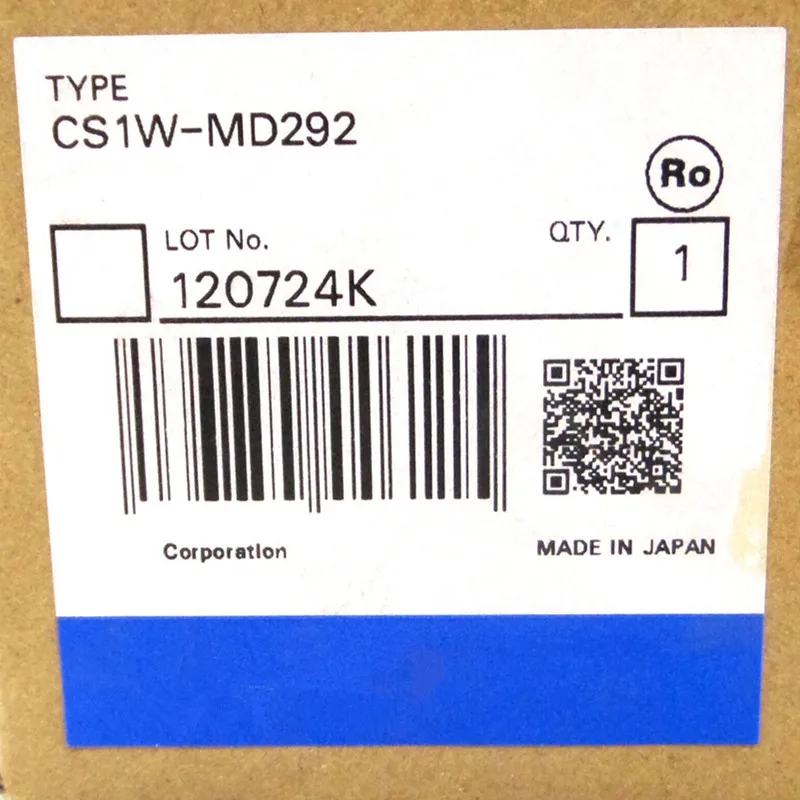 TYPE
CS1W-MD292
Ro
LOT No.
QTY.
120724K
1
Corporation
MADE IN JAPAN